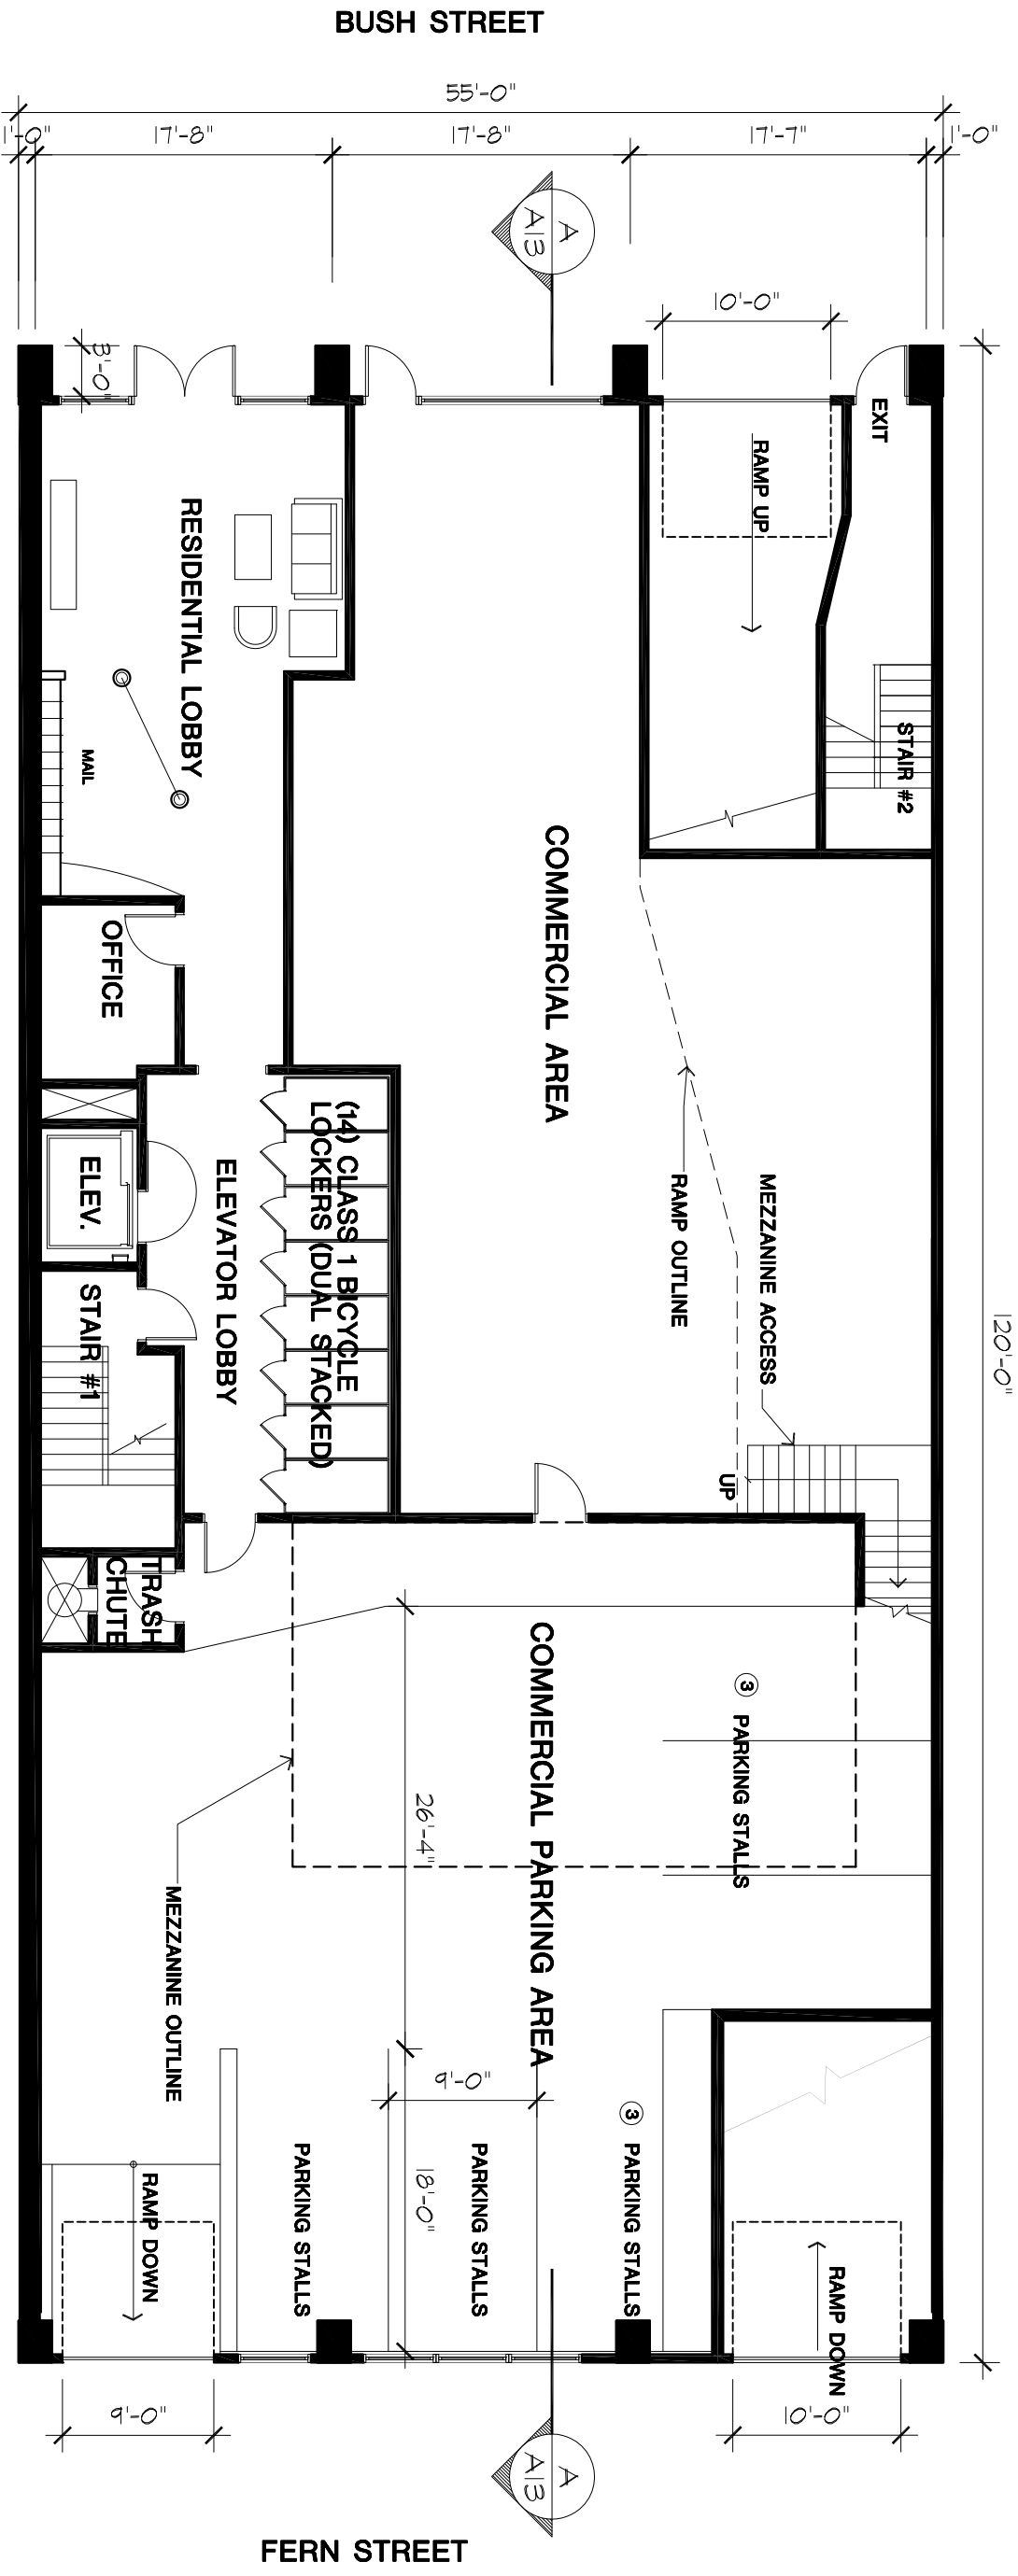 BUSH STREET
55'-0"
1'-0"
17'-8"
17'-8"
17'-7"
1'-0"
A
A13
10'-0"
3'-0"
EXIT
RAMP UP
RESIDENTIAL LOBBY
STAIR #2
MAIL
COMMERCIAL AREA
OFFICE
(14) CLASS 1 BICYCLE
LOCKERS (DUAL STACKED)
ELEV.
ELEVATOR LOBBY
RAMP OUTLINE
MEZZANINE ACCESS
120'-0"
STAIR #1
UP
TRASH
CHUTE
COMMERCIAL PARKING AREA
3 PARKING STALLS
26'-4"
MEZZANINE OUTLINE
9'-0"
3 PARKING STALLS
PARKING STALLS
PARKING STALLS
18'-0"
RAMP DOWN
RAMP DOWN
9'-0"
10'-0"
A
A13
FERN STREET